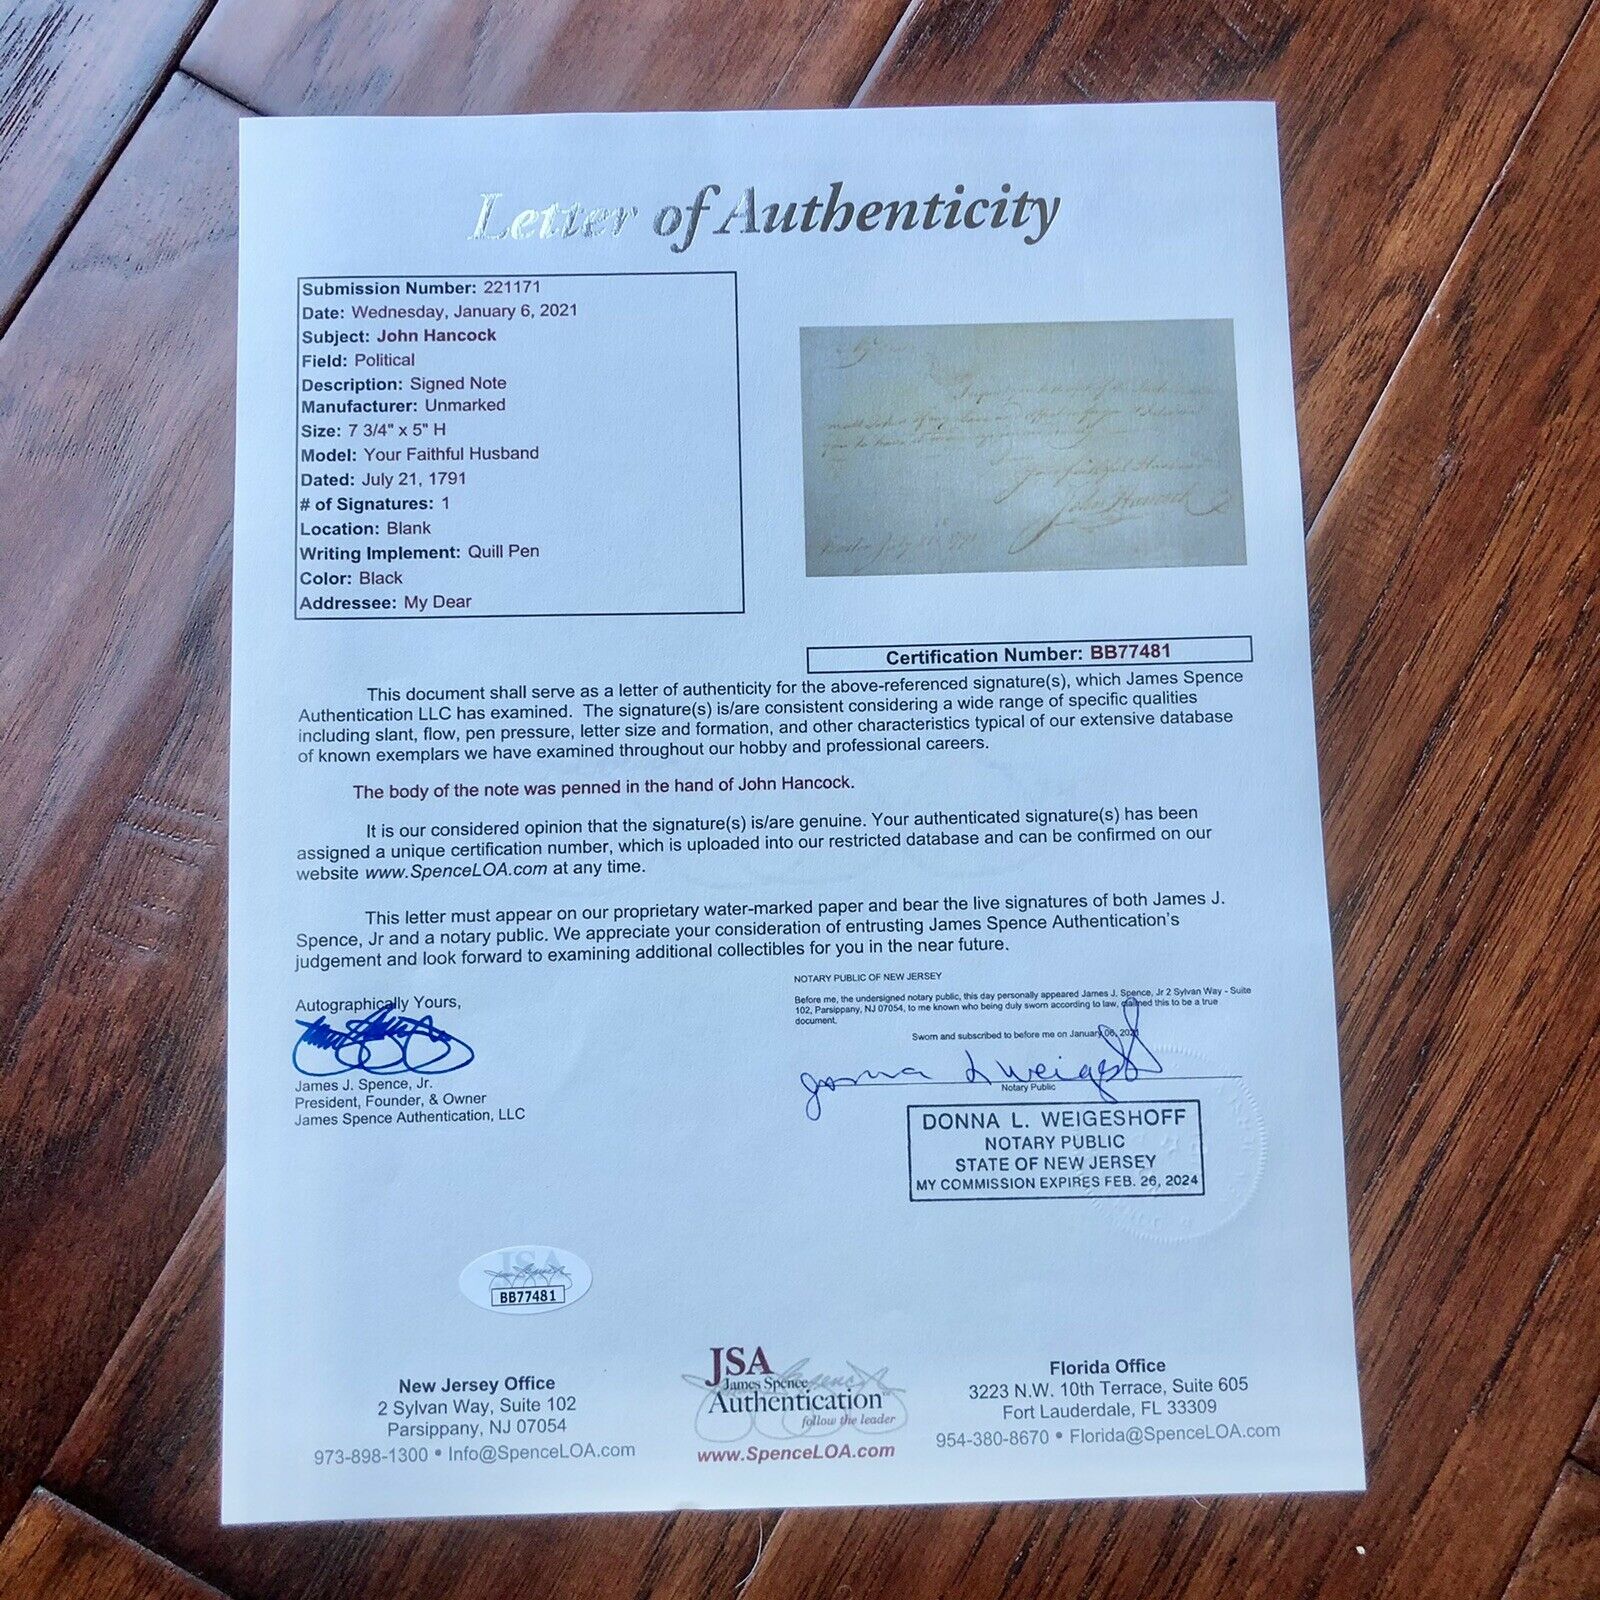 Letter of Authenticity
Submission Number: 221171
Date: Wednesday, January 6, 2021
Subject: John Hancock
Field: Political
Description: Signed Note
Manufacturer: Unmarked
Size: 7 3/4" x 5" H
Model: Your Faithful Husband
Dated: July 21, 1791
# of Signatures: 1
Location: Blank
Writing Implement: Quill Pen
Color: Black
Addressee: My Dear
Your faithful Husband
John Hancock
Certification Number: BB77481
This document shall serve as a letter of authenticity for the above-referenced signature(s), which James Spence
Authentication LLC has examined. The signature(s) is/are consistent considering a wide range of specific qualities
including slant, flow, pen pressure, letter size and formation, and other characteristics typical of our extensive database
of known exemplars we have examined throughout our hobby and professional careers.
The body of the note was penned in the hand of John Hancock.
It is our considered opinion that the signature(s) is/are genuine. Your authenticated signature(s) has been
assigned a unique certification number, which is uploaded into our restricted database and can be confirmed on our
website www.SpenceLOA.com at any time.
This letter must appear on our proprietary water-marked paper and bear the live signatures of both James J.
Spence, Jr and a notary public. We appreciate your consideration of entrusting James Spence Authentication's
judgement and look forward to examining additional collectibles for you in the near future.
Autographically Yours,
James J. Spence, Jr.
President, Founder, & Owner
James Spence Authentication, LLC
NOTARY PUBLIC OF NEW JERSEY
Before me, the undersigned notary public, this day personally appeared James J. Spence, Jr 2 Sylvan Way - Suite
102, Parsippany, NJ 07054, to me known who being duly sworn according to law, claimed this to be a true
document.
Sworn and subscribed to before me on January 06, 2021
Notary Public
DONNA L. WEIGESHOFF
NOTARY PUBLIC
STATE OF NEW JERSEY
MY COMMISSION EXPIRES FEB. 26, 2024
JSA
BB77481
New Jersey Office
2 Sylvan Way, Suite 102
Parsippany, NJ 07054
973-898-1300 • Info@SpenceLOA.com
JSA
James Spence
Authentication
follow the leader
www.SpenceLOA.com
Florida Office
3223 N.W. 10th Terrace, Suite 605
Fort Lauderdale, FL 33309
954-380-8670 • Florida@SpenceLOA.com